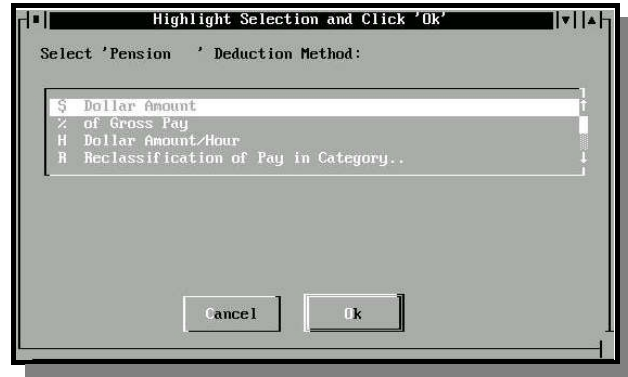 Highlight Selection and Click 'Ok'
Select 'Pension    ' Deduction Method:
$ Dollar Amount
% of Gross Pay
H Dollar Amount/Hour
R Reclassification of Pay in Category..
Cancel Ok